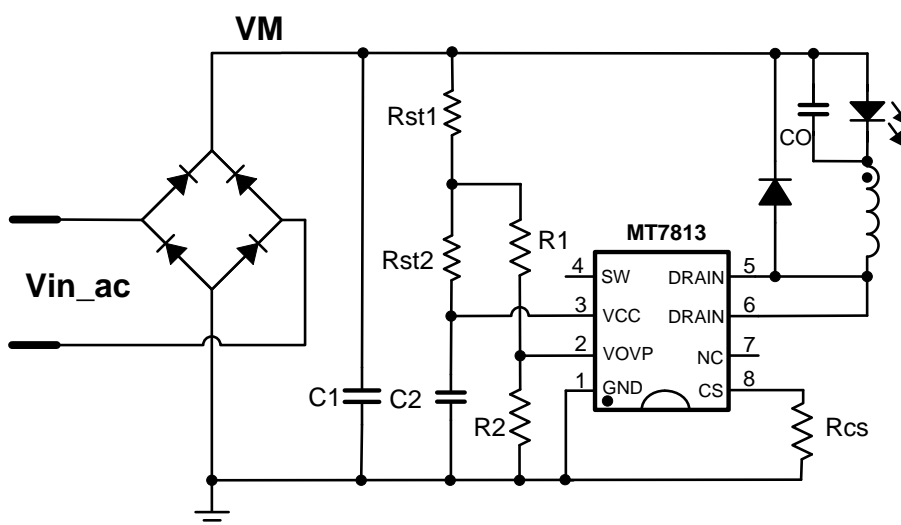 VM
Rst1
CO
Rst2
R1
MT7813
Vin_ac
4 SW DRAIN 5
3 VCC DRAIN 6
2 VOVP NC 7
1 GND CS 8
C1
C2
R2
Rcs